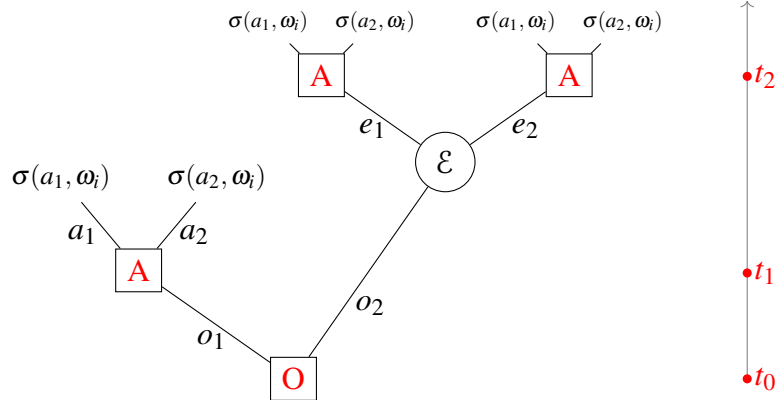 σ(a₁, ωᵢ) σ(a₂, ωᵢ) σ(a₁, ωᵢ) σ(a₂, ωᵢ)
A A t₂
e₁ e₂
ℰ
σ(a₁, ωᵢ) σ(a₂, ωᵢ)
a₁ a₂
A t₁
o₁ o₂
O t₀